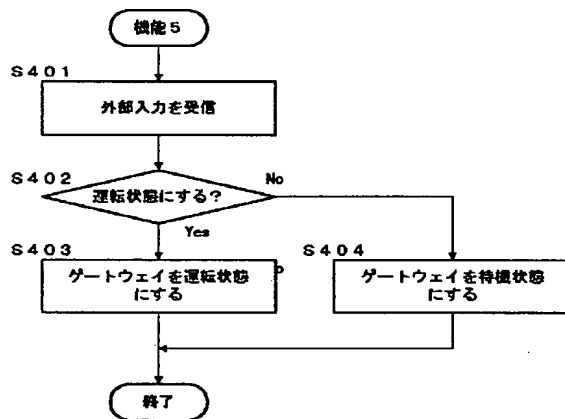 機能５
Ｓ４０１
外部入力を受信
Ｓ４０２
運転状態にする？
No
Yes
Ｓ４０３
ゲートウェイを運転状態
にする
Ｓ４０４
ゲートウェイを待機状態
にする
終了